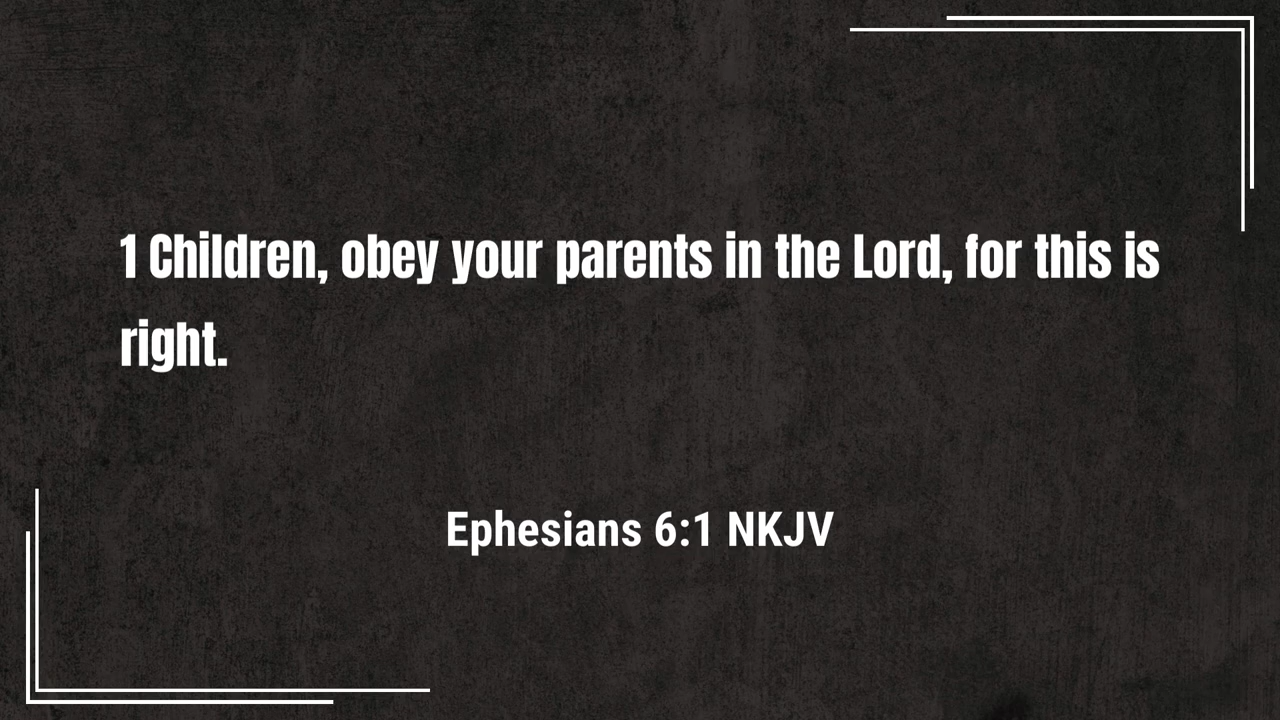 1 Children, obey your parents in the Lord, for this is
right.
Ephesians 6:1 NKJV